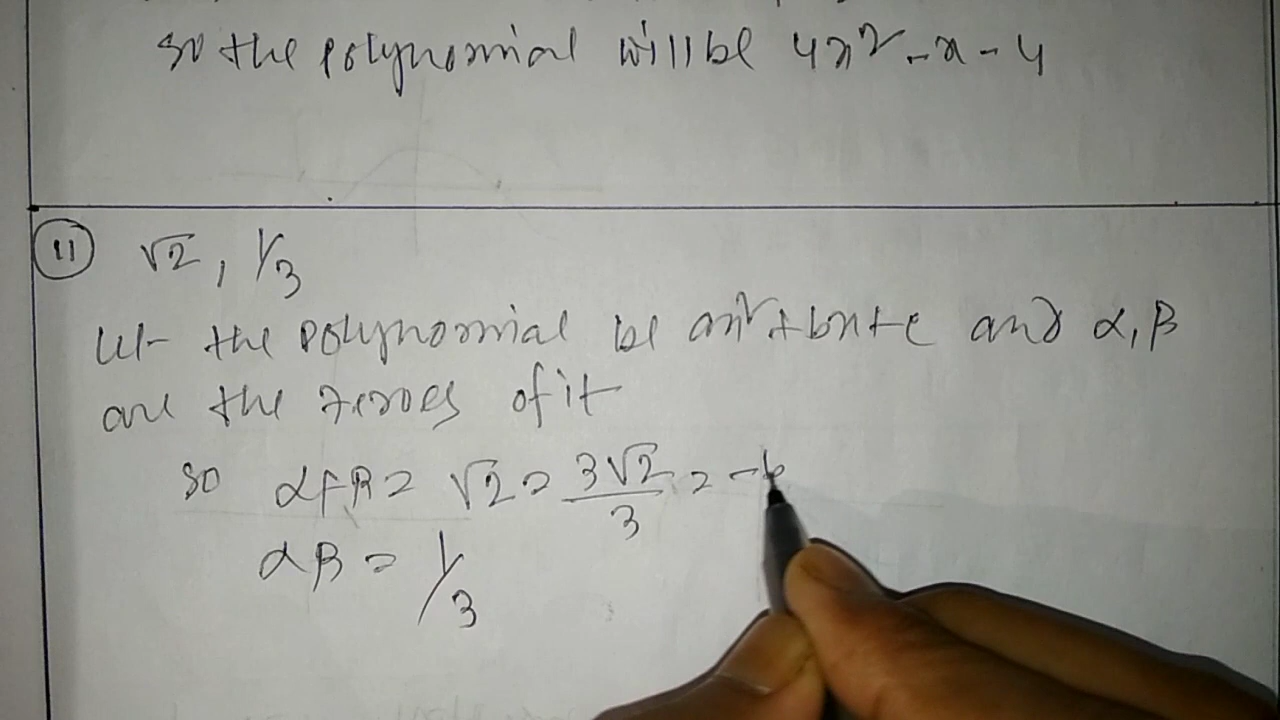 so the polynomial will be 4x² - x - 4
(ii) √2, 1/3
Let the polynomial be ax² + bx + c and α, β
are the zeroes of it
so α + β = √2 = 3√2/3 = -b
αβ = 1/3